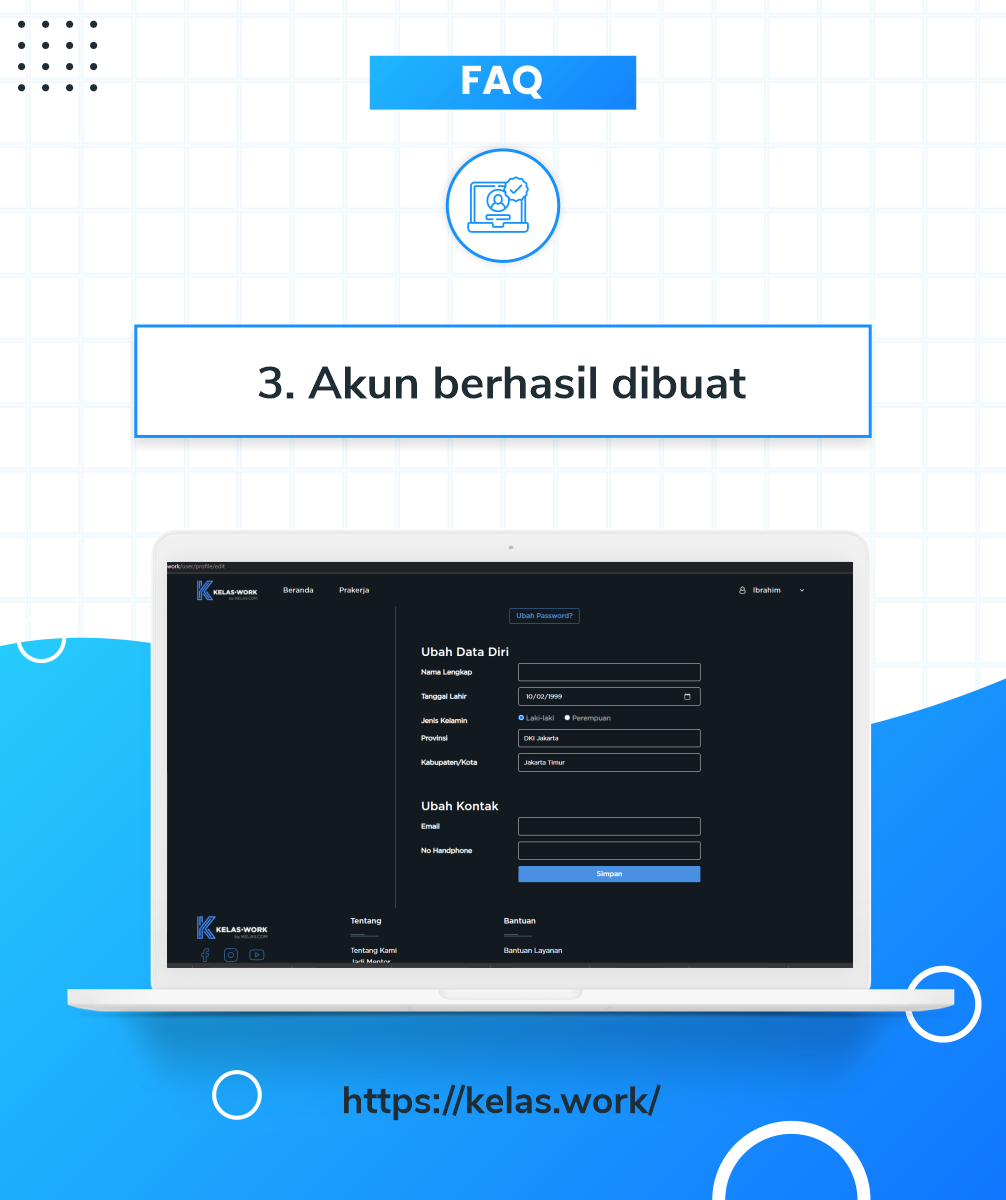 FAQ
3. Akun berhasil dibuat
work/user/profile/edit
KELAS-WORK
by KELAS.COM
Beranda
Prakerja
Ibrahim
Ubah Password?
Ubah Data Diri
Nama Lengkap
Tanggal Lahir
10/02/1999
Jenis Kelamin
Laki-laki
Perempuan
Provinsi
DKI Jakarta
Kabupaten/Kota
Jakarta Timur
Ubah Kontak
Email
No Handphone
Simpan
KELAS-WORK
by KELAS.COM
Tentang
Tentang Kami
Jadi Mentor
Bantuan
Bantuan Layanan
https://kelas.work/